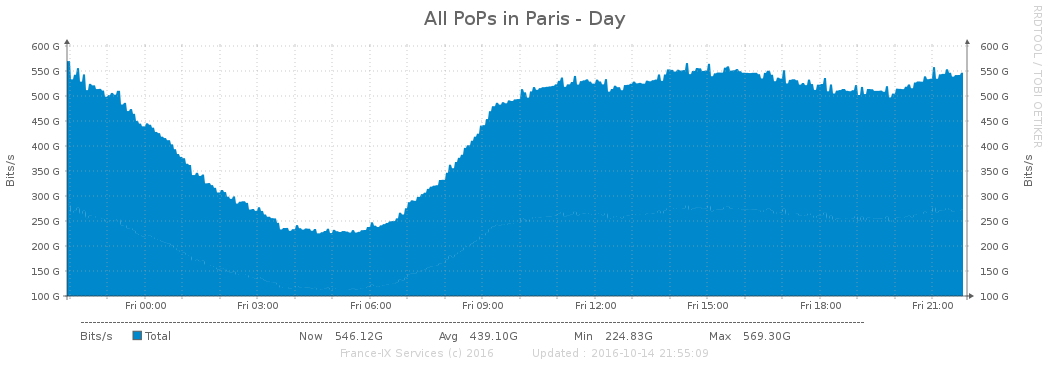 All PoPs in Paris - Day
RRDTOOL / TOBI OETIKER
Bits/s
600 G
550 G
500 G
450 G
400 G
350 G
300 G
250 G
200 G
150 G
100 G
600 G
550 G
500 G
450 G
400 G
350 G
300 G
250 G
200 G
150 G
100 G
Bits/s
Fri 00:00 Fri 03:00 Fri 06:00 Fri 09:00 Fri 12:00 Fri 15:00 Fri 18:00 Fri 21:00
Bits/s Total Now 546.12G Avg 439.10G Min 224.83G Max 569.30G
France-IX Services (c) 2016 Updated : 2016-10-14 21:55:09